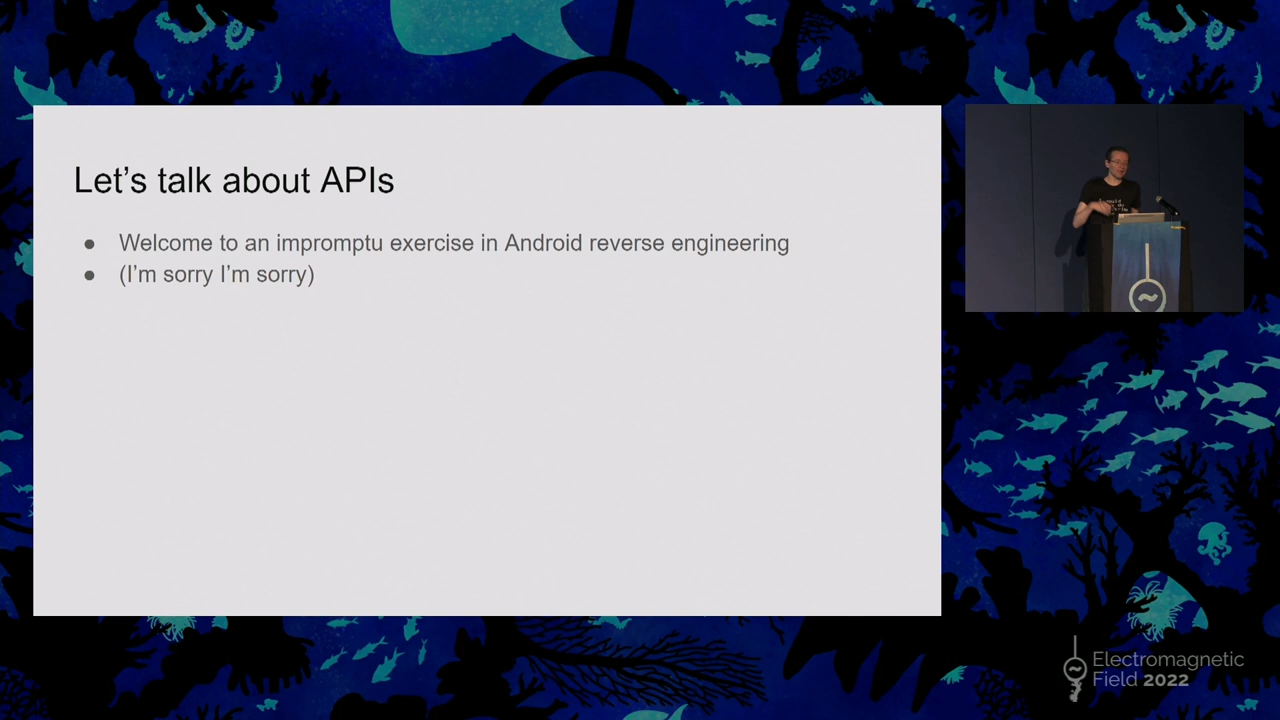 Let's talk about APIs
● Welcome to an impromptu exercise in Android reverse engineering
● (I'm sorry I'm sorry)
Electromagnetic
Field 2022